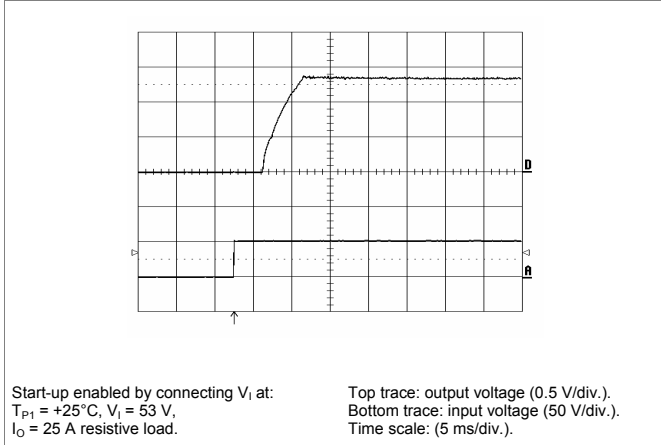 D
A
Start-up enabled by connecting VI at:
TP1 = +25°C, VI = 53 V,
IO = 25 A resistive load.
Top trace: output voltage (0.5 V/div.).
Bottom trace: input voltage (50 V/div.).
Time scale: (5 ms/div.).